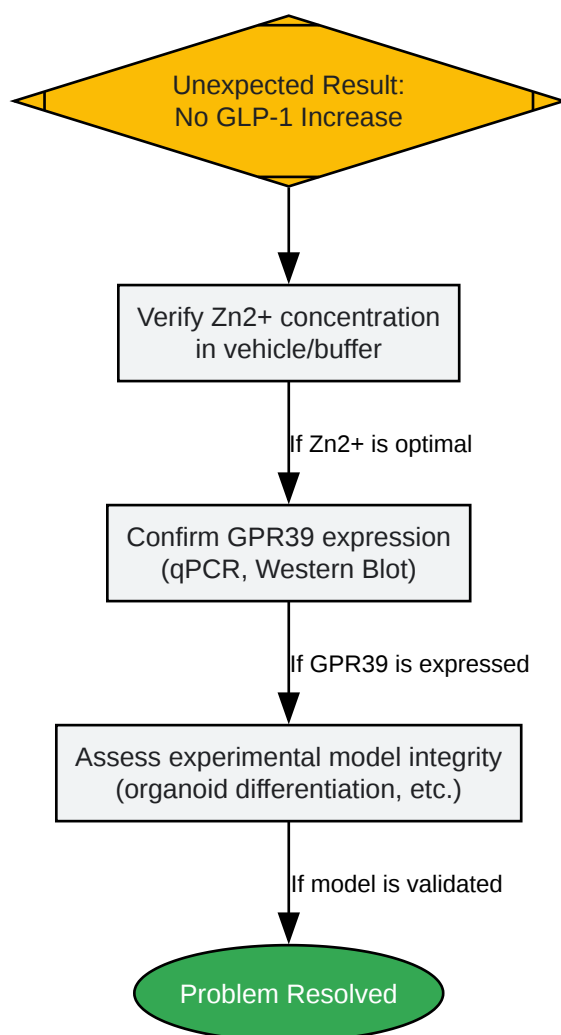 Unexpected Result:
No GLP-1 Increase
Verify Zn2+ concentration
in vehicle/buffer
If Zn2+ is optimal
Confirm GPR39 expression
(qPCR, Western Blot)
If GPR39 is expressed
Assess experimental model integrity
(organoid differentiation, etc.)
If model is validated
Problem Resolved